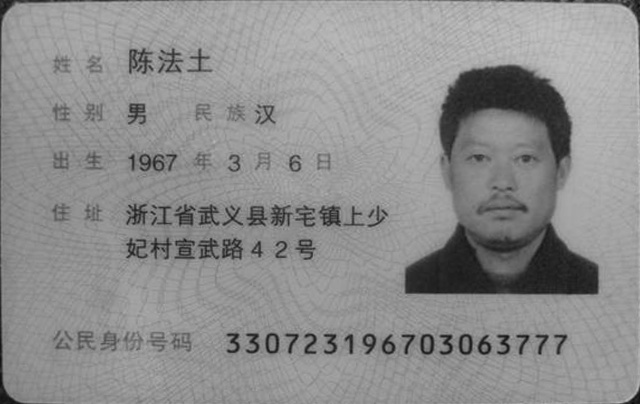 姓名 陈法土
性别 男 民族 汉
出生 1967 年 3 月 6 日
住址 浙江省武义县新宅镇上少
妃村宣武路42号
公民身份号码 330723196703063777